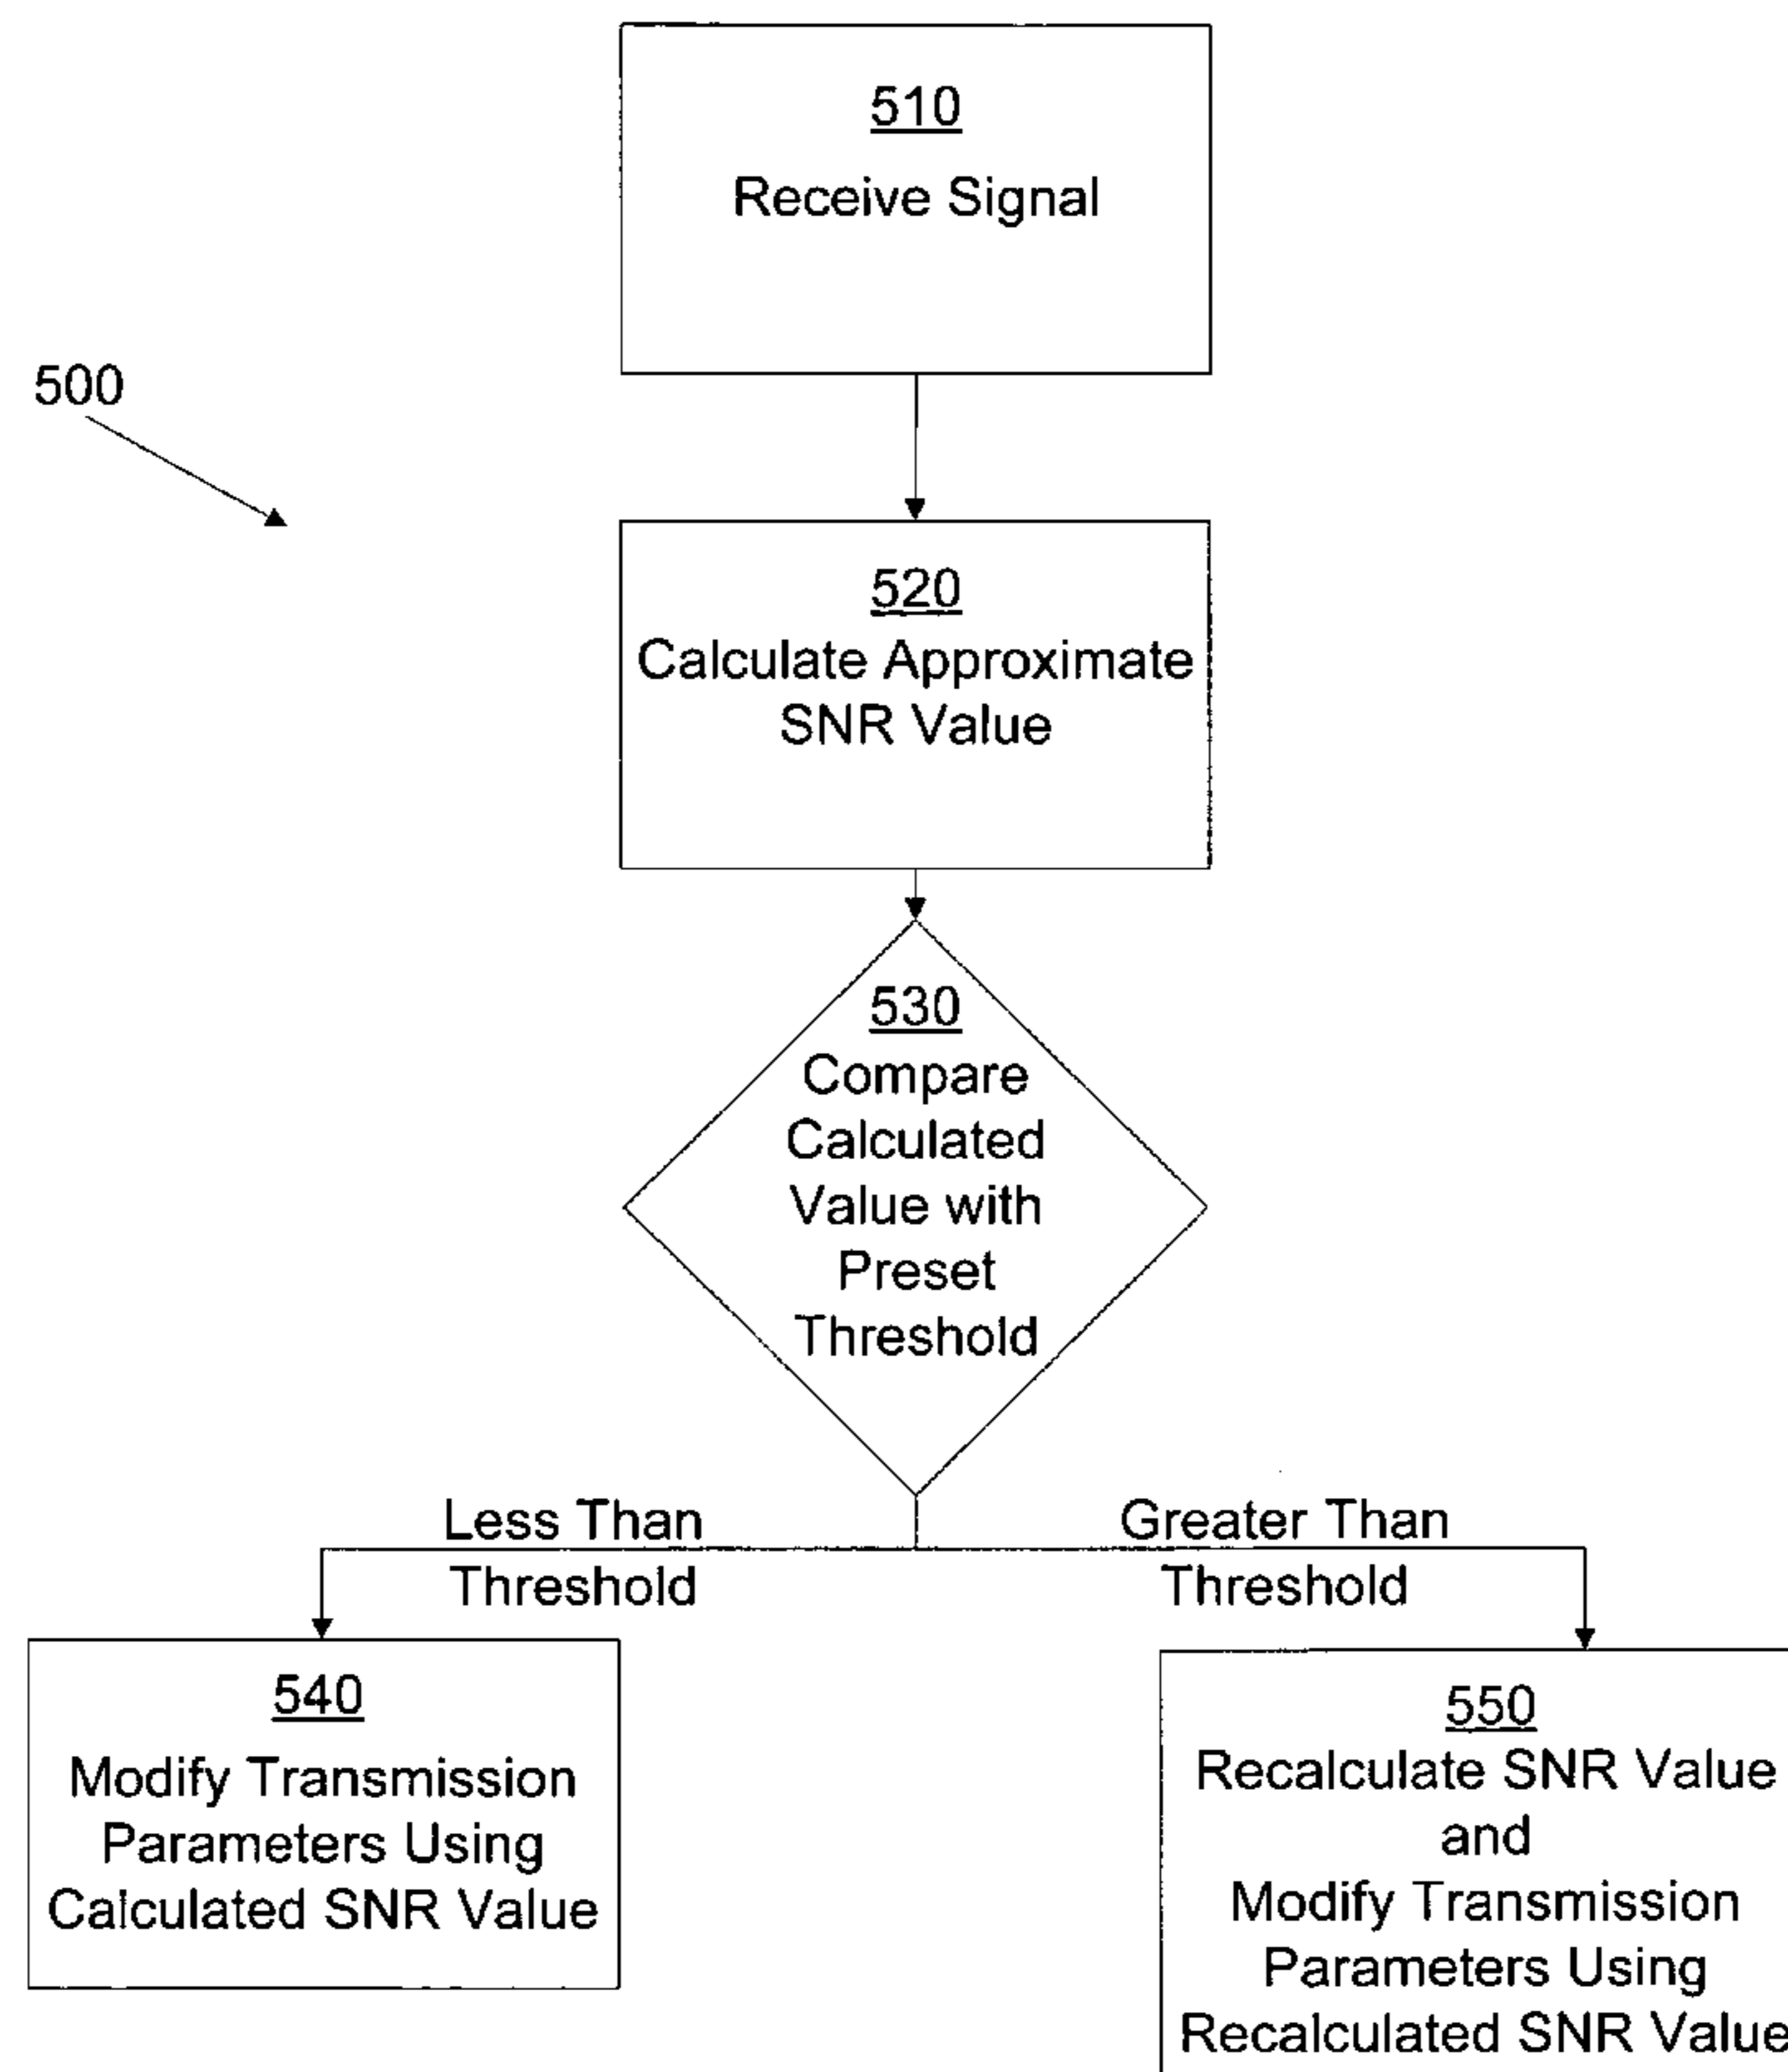 510
Receive Signal
500
520
Calculate Approximate
SNR Value
530
Compare
Calculated
Value with
Preset
Threshold
Less Than
Threshold
Greater Than
Threshold
540
Modify Transmission
Parameters Using
Calculated SNR Value
550
Recalculate SNR Value
and
Modify Transmission
Parameters Using
Recalculated SNR Value